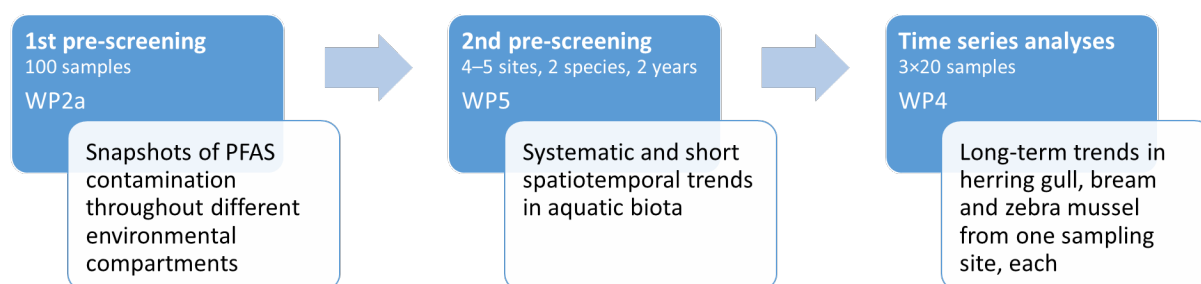 1st pre-screening
100 samples
WP2a
Snapshots of PFAS
contamination
throughout different
environmental
compartments
2nd pre-screening
4–5 sites, 2 species, 2 years
WP5
Systematic and short
spatiotemporal trends
in aquatic biota
Time series analyses
3×20 samples
WP4
Long-term trends in
herring gull, bream
and zebra mussel
from one sampling
site, each